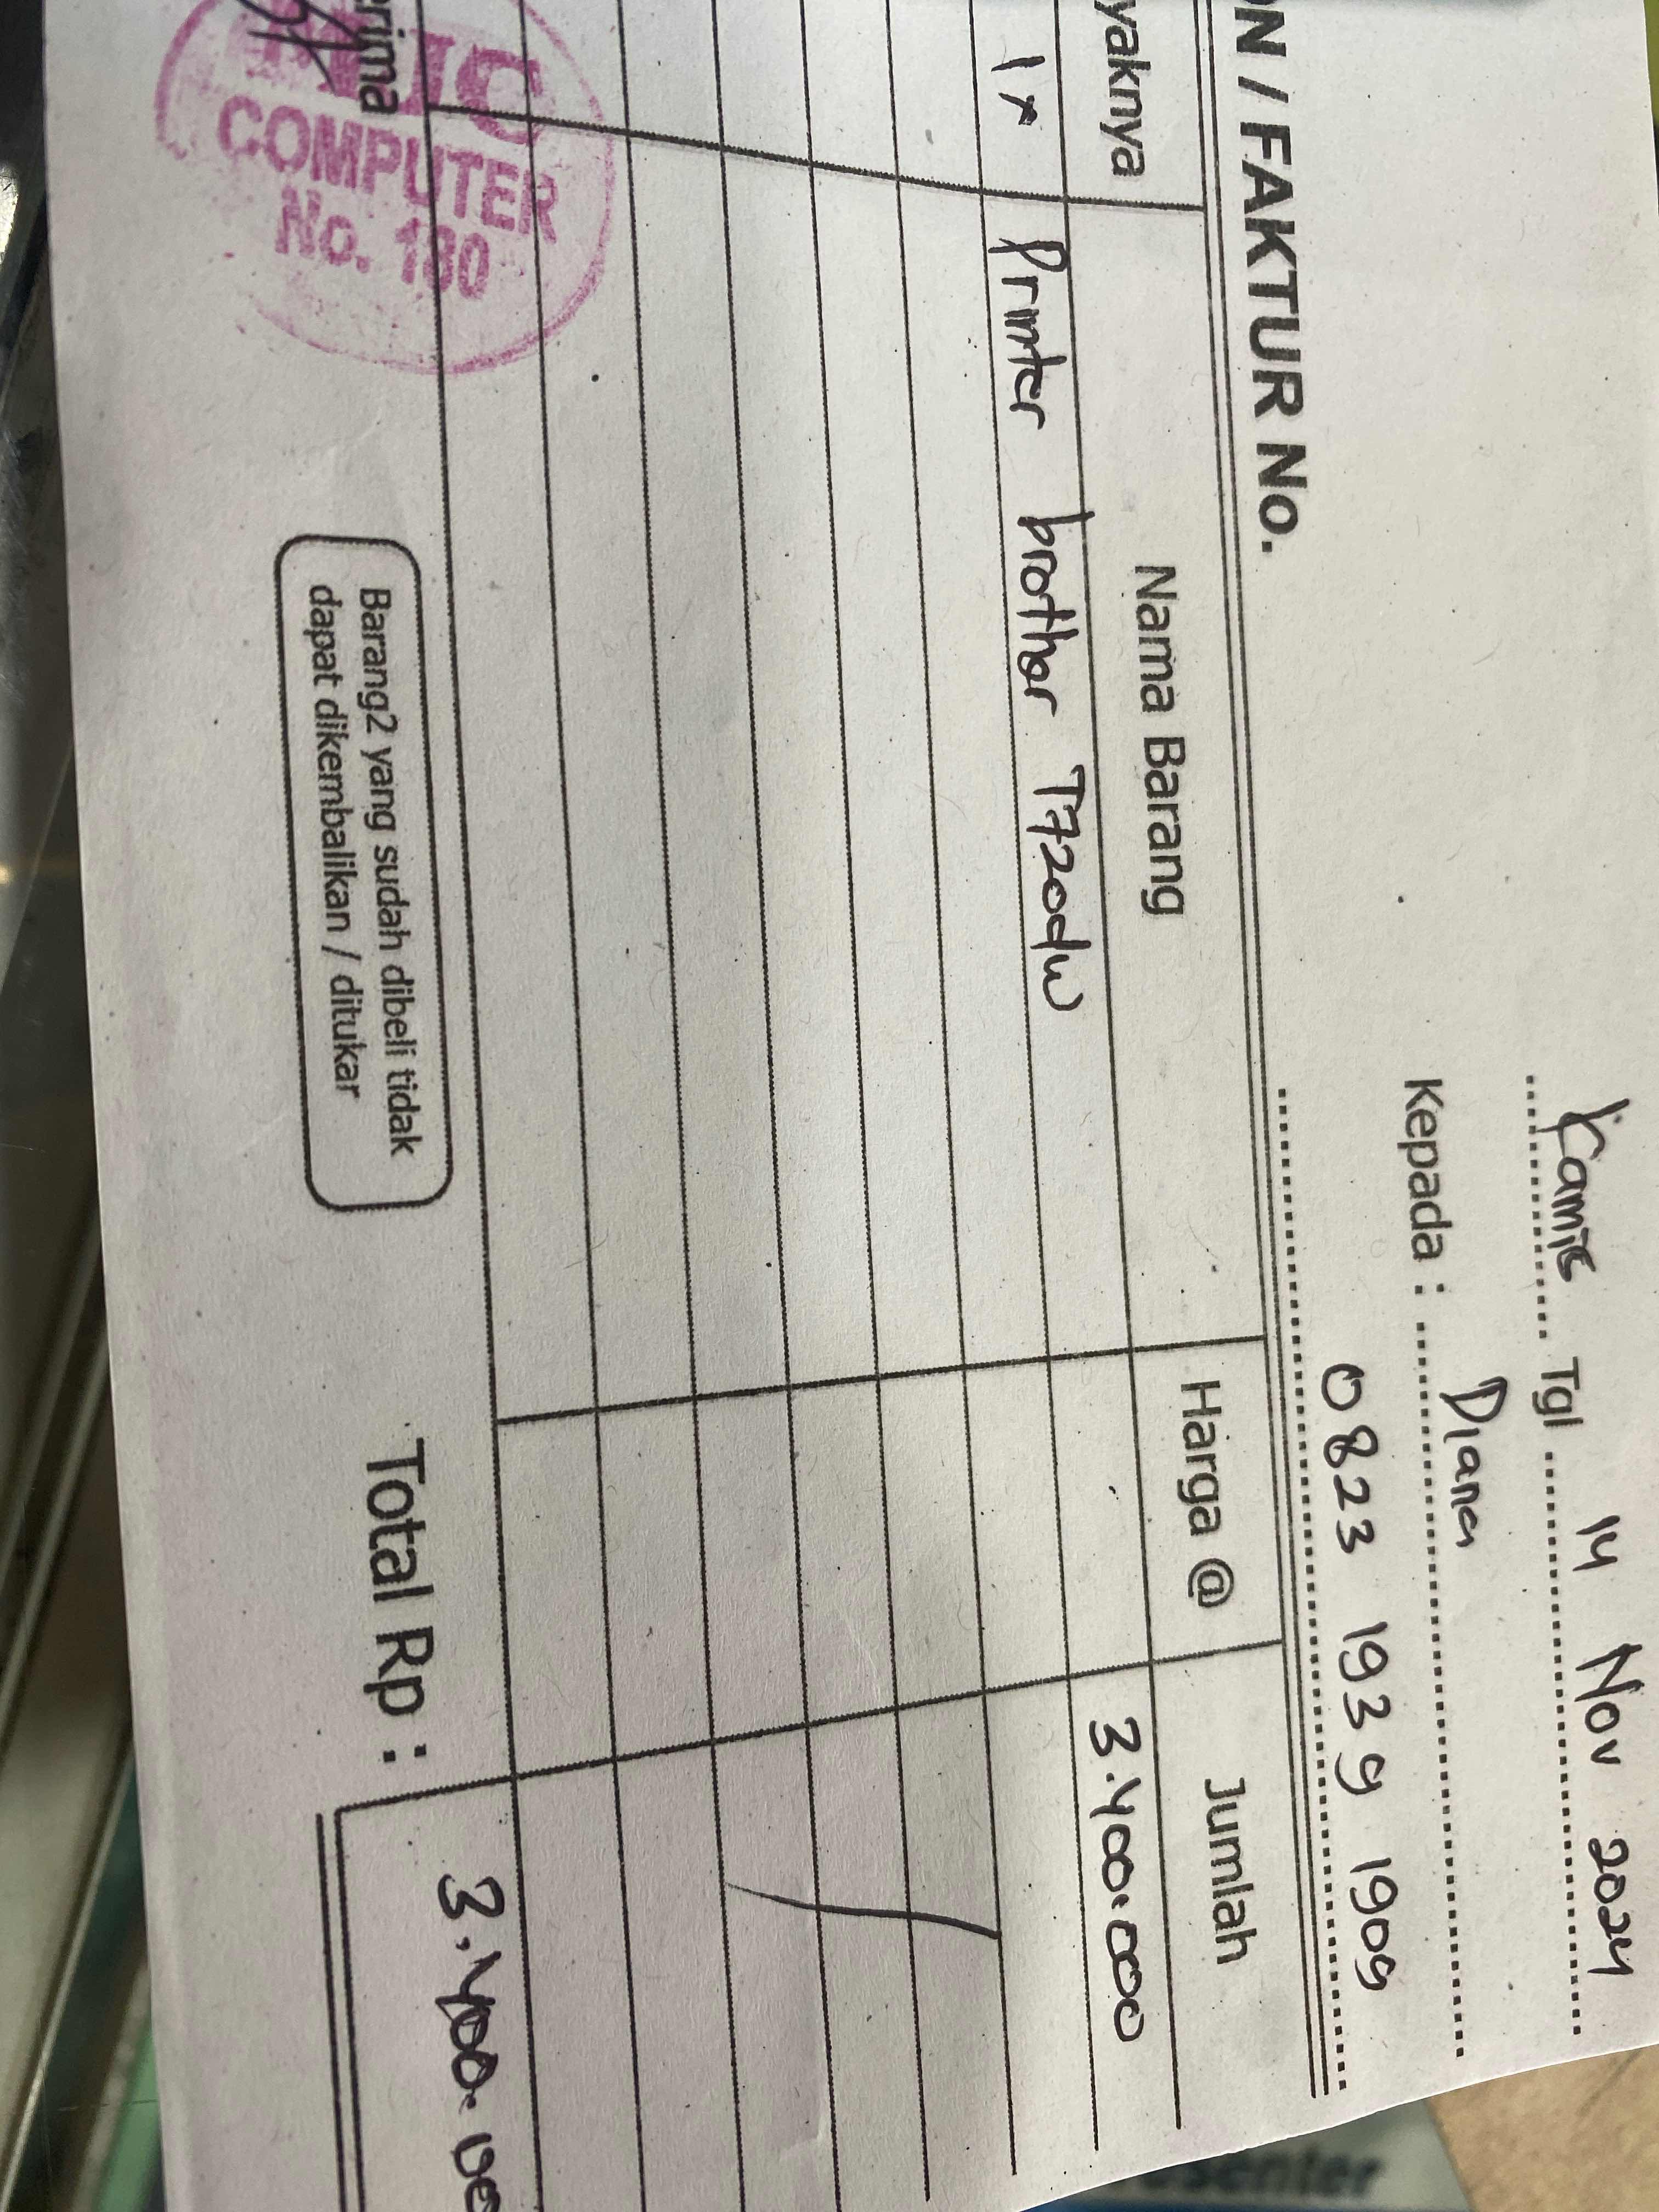 Kamis Tgl 14 Nov 2024
Kepada : Diana
0823 1939 1909
ON / FAKTUR No.
yaknya Nama Barang Harga @ Jumlah
1x Printer brother T720dw 3.400.000
Total Rp : 3.400.
erima
COMPUTER
No. 180
Barang2 yang sudah dibeli tidak
dapat dikembalikan / ditukar